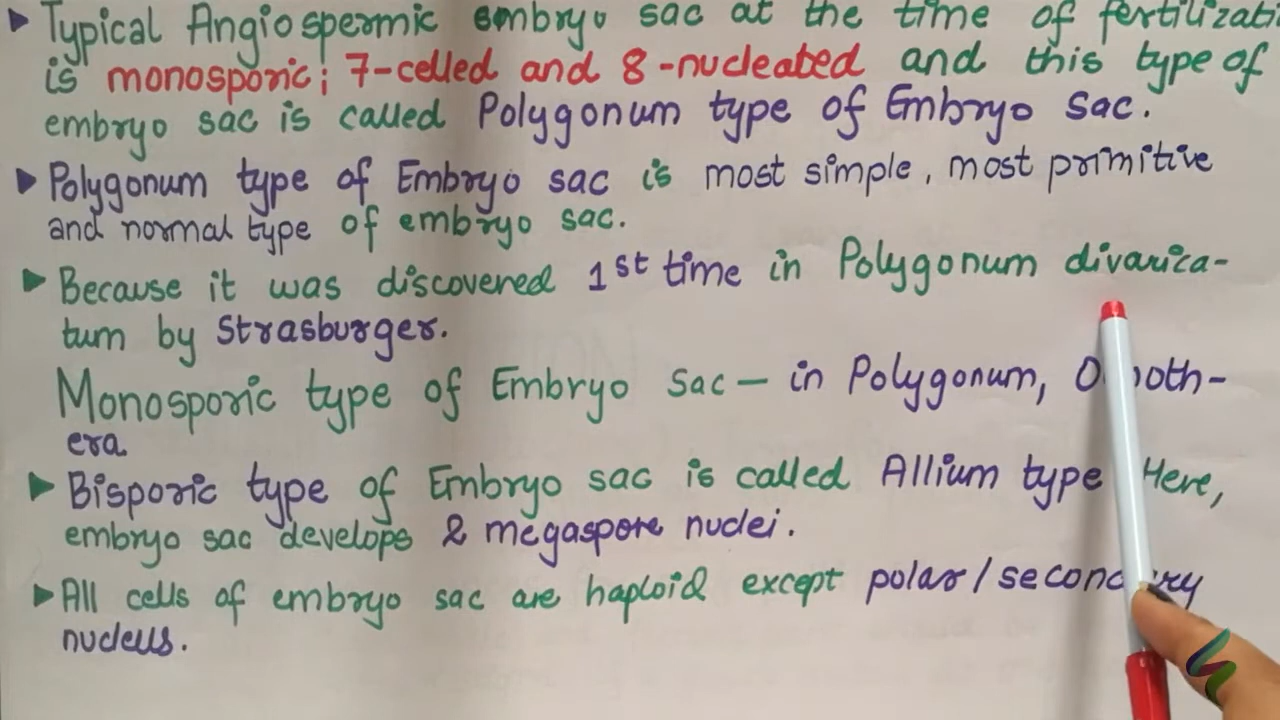 ▶ Typical Angiospermic embryo sac at the time of fertilizati
is monosporic; 7-celled and 8-nucleated and this type of
embryo sac is called Polygonum type of Embryo sac.
▶ Polygonum type of Embryo sac is most simple, most primitive
and normal type of embryo sac.
▶ Because it was discovered 1st time in Polygonum divarica-
tum by Strasburger.
Monosporic type of Embryo sac – in Polygonum,
era.
▶ Bisporic type of Embryo sac is called Allium type Here,
embryo sac develops 2 megaspore nuclei.
▶ All cells of embryo sac are haploid except polar/secondary
nucleus.